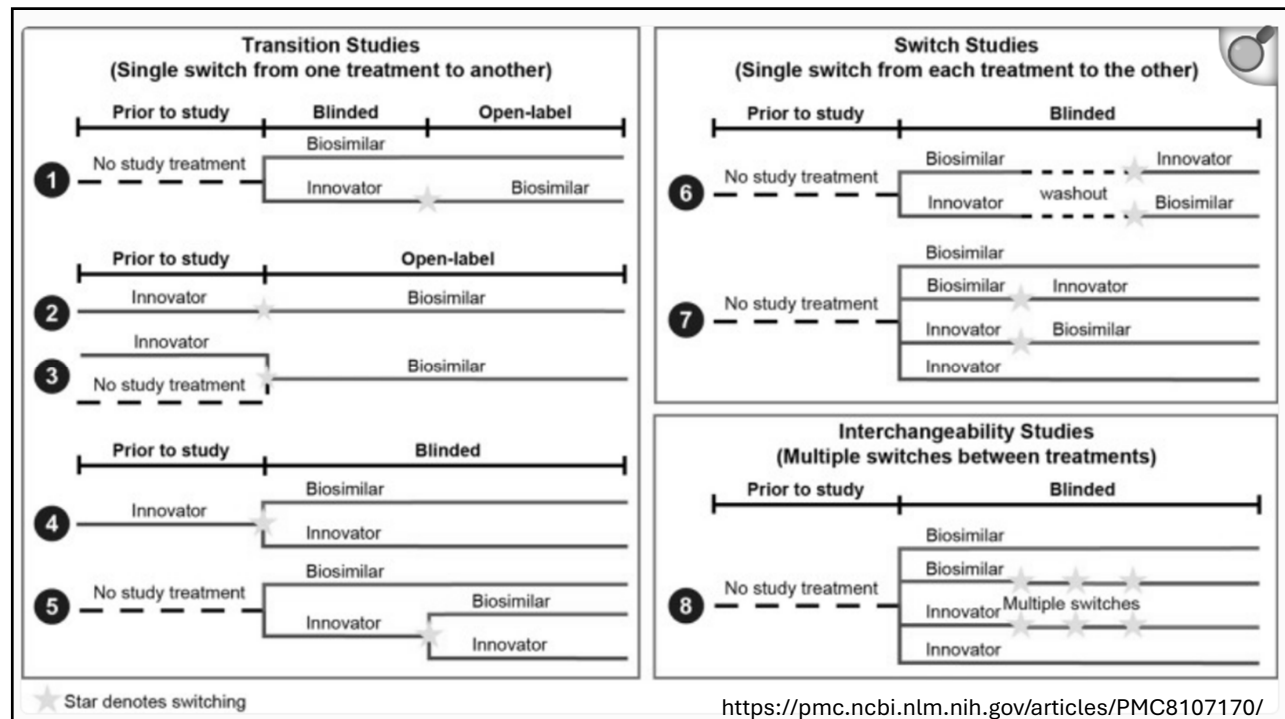 Transition Studies
(Single switch from one treatment to another)
Prior to study Blinded Open-label
1 No study treatment Biosimilar
Innovator Biosimilar
Prior to study Open-label
2 Innovator Biosimilar
3 Innovator
No study treatment Biosimilar
Prior to study Blinded
4 Innovator Biosimilar
Innovator
5 No study treatment Biosimilar
Innovator Biosimilar
Innovator
Star denotes switching
Switch Studies
(Single switch from each treatment to the other)
Prior to study Blinded
6 No study treatment Biosimilar washout Innovator
Innovator Biosimilar
7 No study treatment Biosimilar
Biosimilar Innovator
Innovator Biosimilar
Innovator
Interchangeability Studies
(Multiple switches between treatments)
Prior to study Blinded
8 No study treatment Biosimilar
Biosimilar
Innovator Multiple switches
Innovator
https://pmc.ncbi.nlm.nih.gov/articles/PMC8107170/